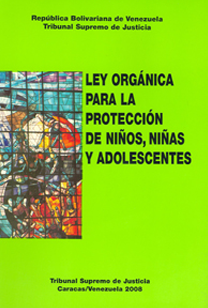 República Bolivariana de Venezuela
Tribunal Supremo de Justicia
LEY ORGÁNICA
PARA LA
PROTECCIÓN
DE NIÑOS, NIÑAS
Y ADOLESCENTES
Tribunal Supremo de Justicia
Caracas/Venezuela 2008